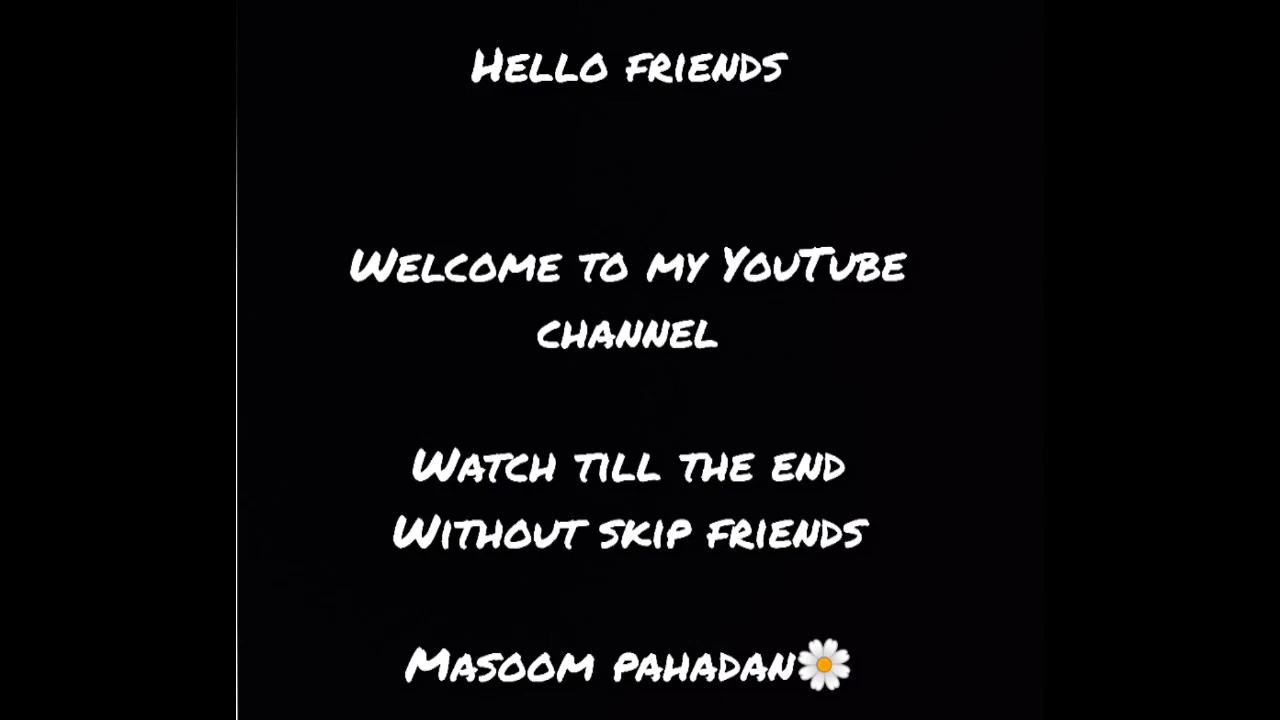 Hello friends
Welcome to my YouTube
channel
Watch till the end
Without skip friends
Masoom pahadan🌼